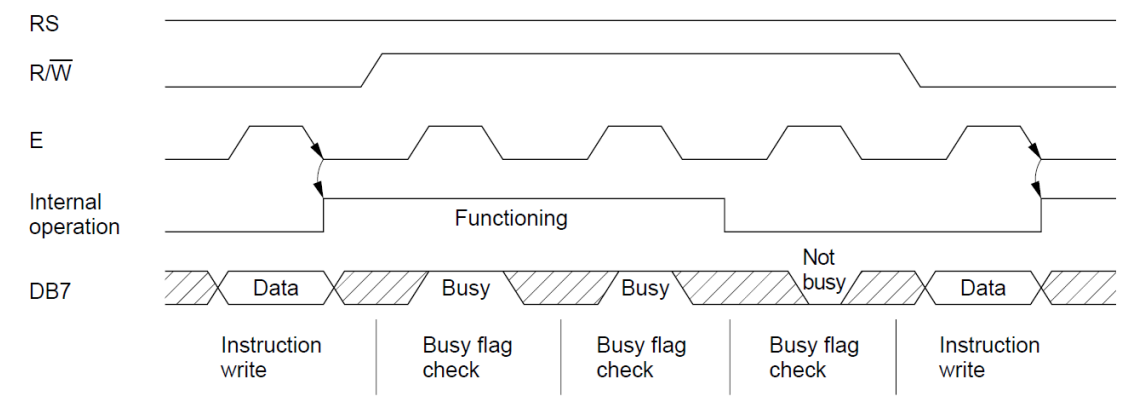 RS
R/W̅
E
Internal
operation
Functioning
DB7
Data
Busy
Busy
Not
busy
Data
Instruction
write
Busy flag
check
Busy flag
check
Busy flag
check
Instruction
write